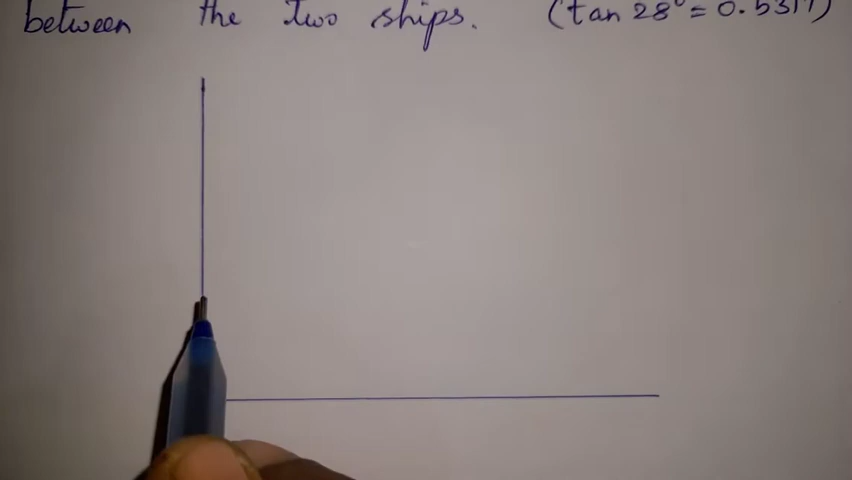 between the two ships. (tan 28° = 0.5317)